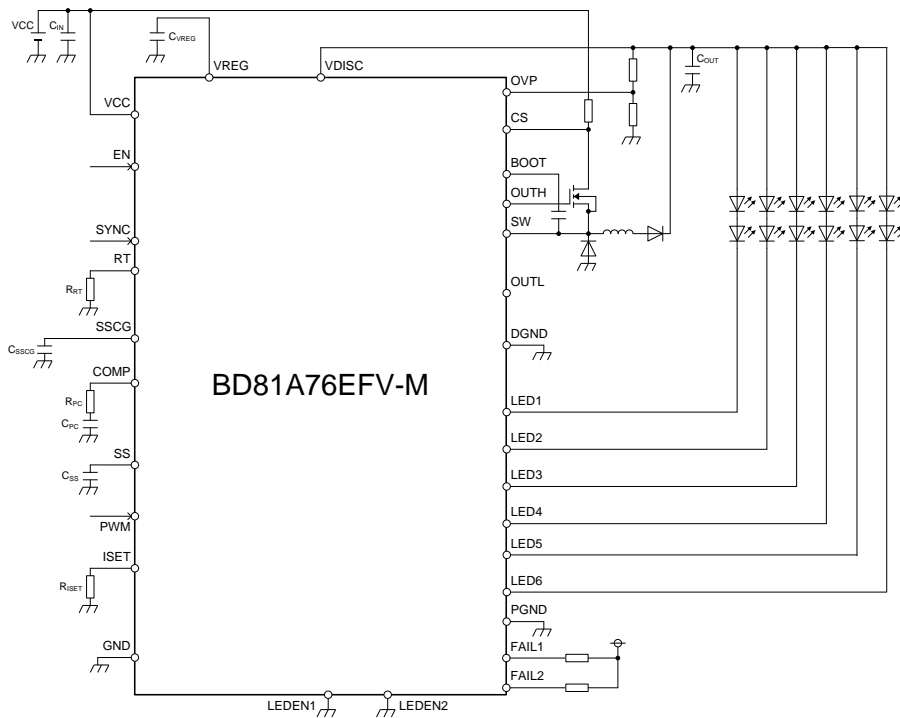 VCC
CIN
CVREG
VREG
VDISC
COUT
VCC
EN
SYNC
RT
RRT
SSCG
CSSCG
COMP
RPC
CPC
SS
CSS
PWM
ISET
RISET
GND
BD81A76EFV-M
OVP
CS
BOOT
OUTH
SW
OUTL
DGND
LED1
LED2
LED3
LED4
LED5
LED6
PGND
FAIL1
FAIL2
LEDEN1
LEDEN2